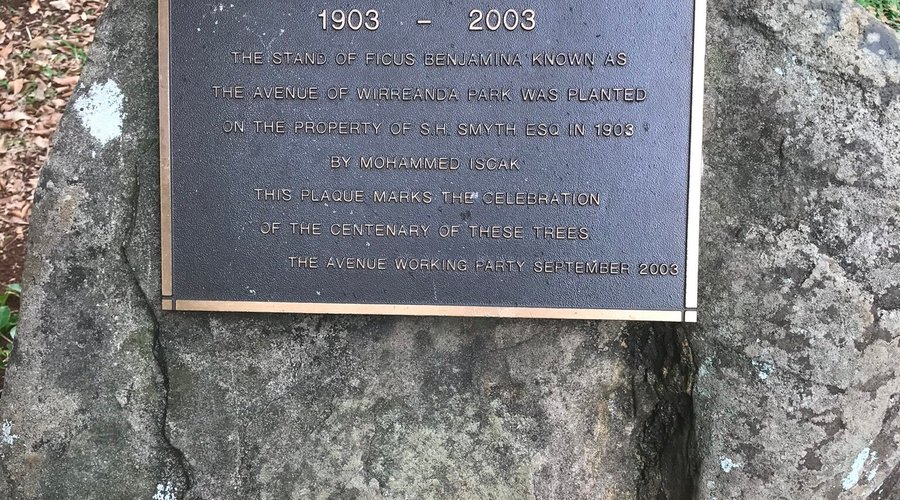 1903 – 2003
THE STAND OF FICUS BENJAMINA KNOWN AS
THE AVENUE OF WIRREANDA PARK WAS PLANTED
ON THE PROPERTY OF S.H. SMYTH ESQ IN 1903
BY MOHAMMED ISCAK
THIS PLAQUE MARKS THE CELEBRATION
OF THE CENTENARY OF THESE TREES
THE AVENUE WORKING PARTY SEPTEMBER 2003